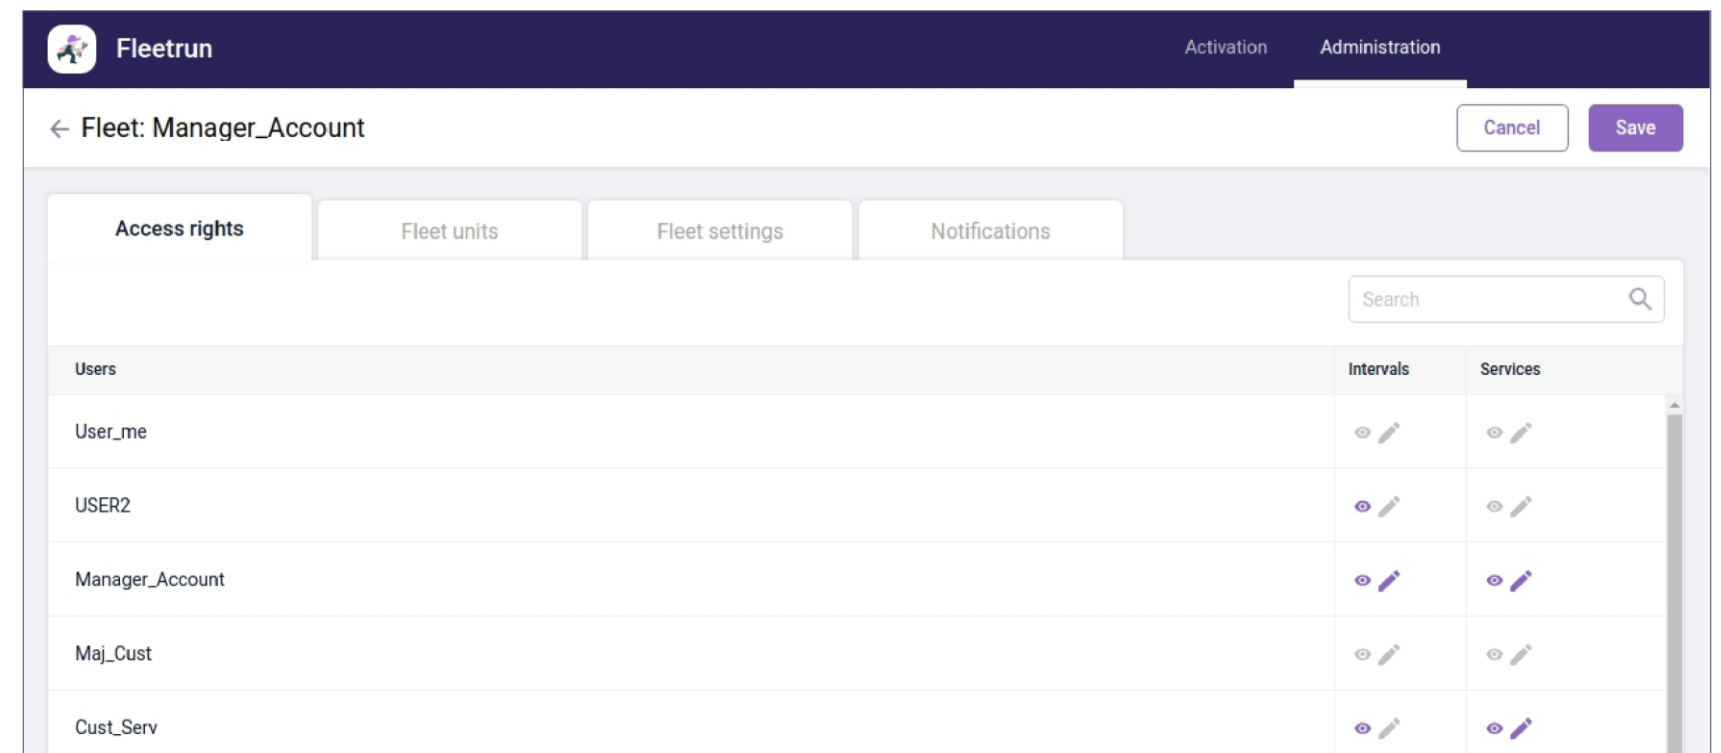 Fleetrun
Activation Administration
Fleet: Manager_Account
Cancel Save
Access rights Fleet units Fleet settings Notifications
Search
Users Intervals Services
User_me
USER2
Manager_Account
Maj_Cust
Cust_Serv